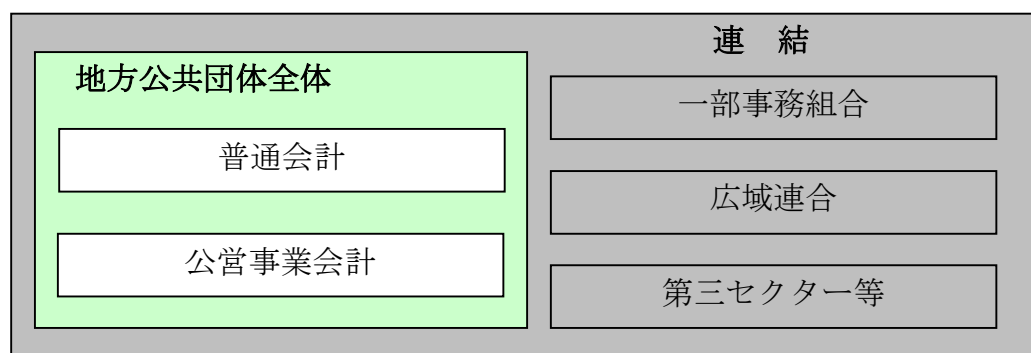 連 結
地方公共団体全体
普通会計
公営事業会計
一部事務組合
広域連合
第三セクター等